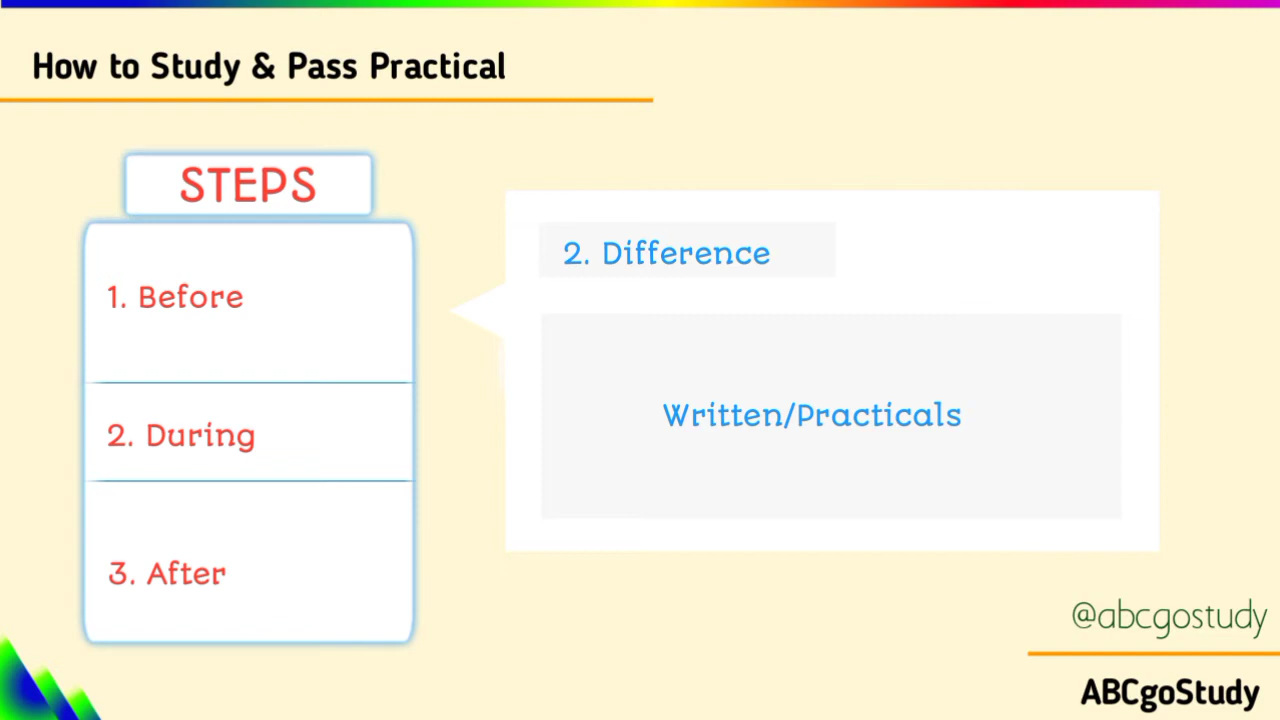 How to Study & Pass Practical
STEPS
1. Before
2. During
3. After
2. Difference
Written/Practicals
@abcgostudy
ABCgoStudy